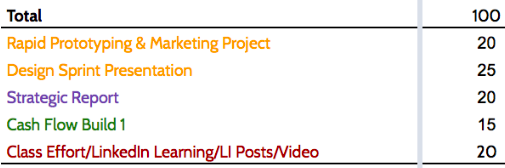 Total 100
Rapid Prototyping & Marketing Project 20
Design Sprint Presentation 25
Strategic Report 20
Cash Flow Build 1 15
Class Effort/LinkedIn Learning/LI Posts/Video 20